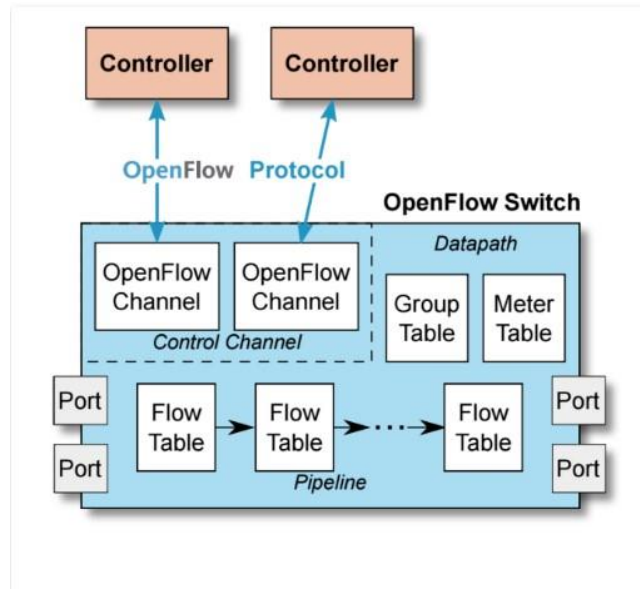 Controller
Controller
OpenFlow Protocol
OpenFlow Switch
Datapath
OpenFlow
Channel
OpenFlow
Channel
Control Channel
Group
Table
Meter
Table
Port
Port
Flow
Table
Flow
Table
...
Flow
Table
Pipeline
Port
Port